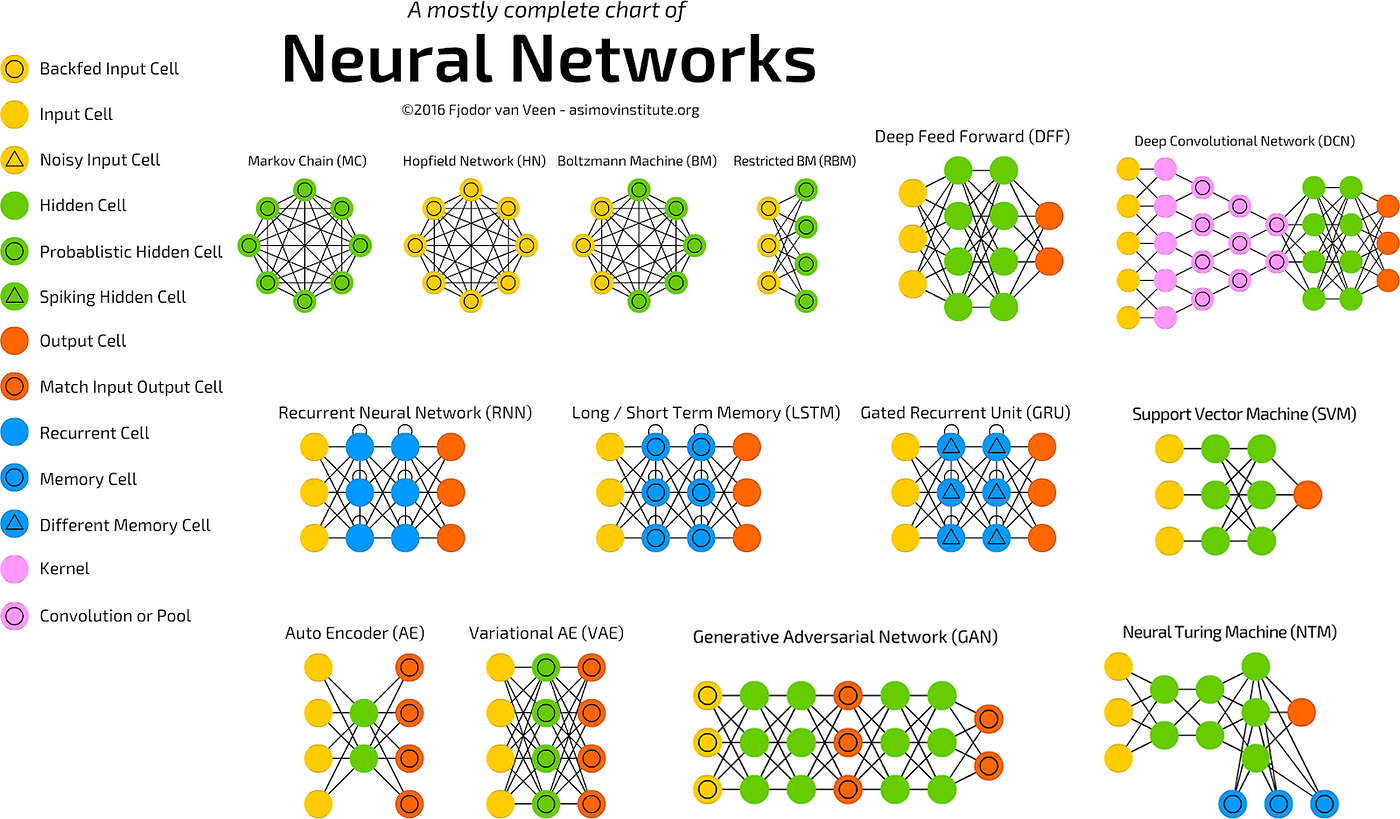 A mostly complete chart of
Neural Networks
©2016 Fjodor van Veen - asimovinstitute.org
Backfed Input Cell
Input Cell
Noisy Input Cell
Hidden Cell
Probablistic Hidden Cell
Spiking Hidden Cell
Output Cell
Match Input Output Cell
Recurrent Cell
Memory Cell
Different Memory Cell
Kernel
Convolution or Pool
Markov Chain (MC)
Hopfield Network (HN)
Boltzmann Machine (BM)
Restricted BM (RBM)
Deep Feed Forward (DFF)
Deep Convolutional Network (DCN)
Recurrent Neural Network (RNN)
Long / Short Term Memory (LSTM)
Gated Recurrent Unit (GRU)
Support Vector Machine (SVM)
Auto Encoder (AE)
Variational AE (VAE)
Generative Adversarial Network (GAN)
Neural Turing Machine (NTM)